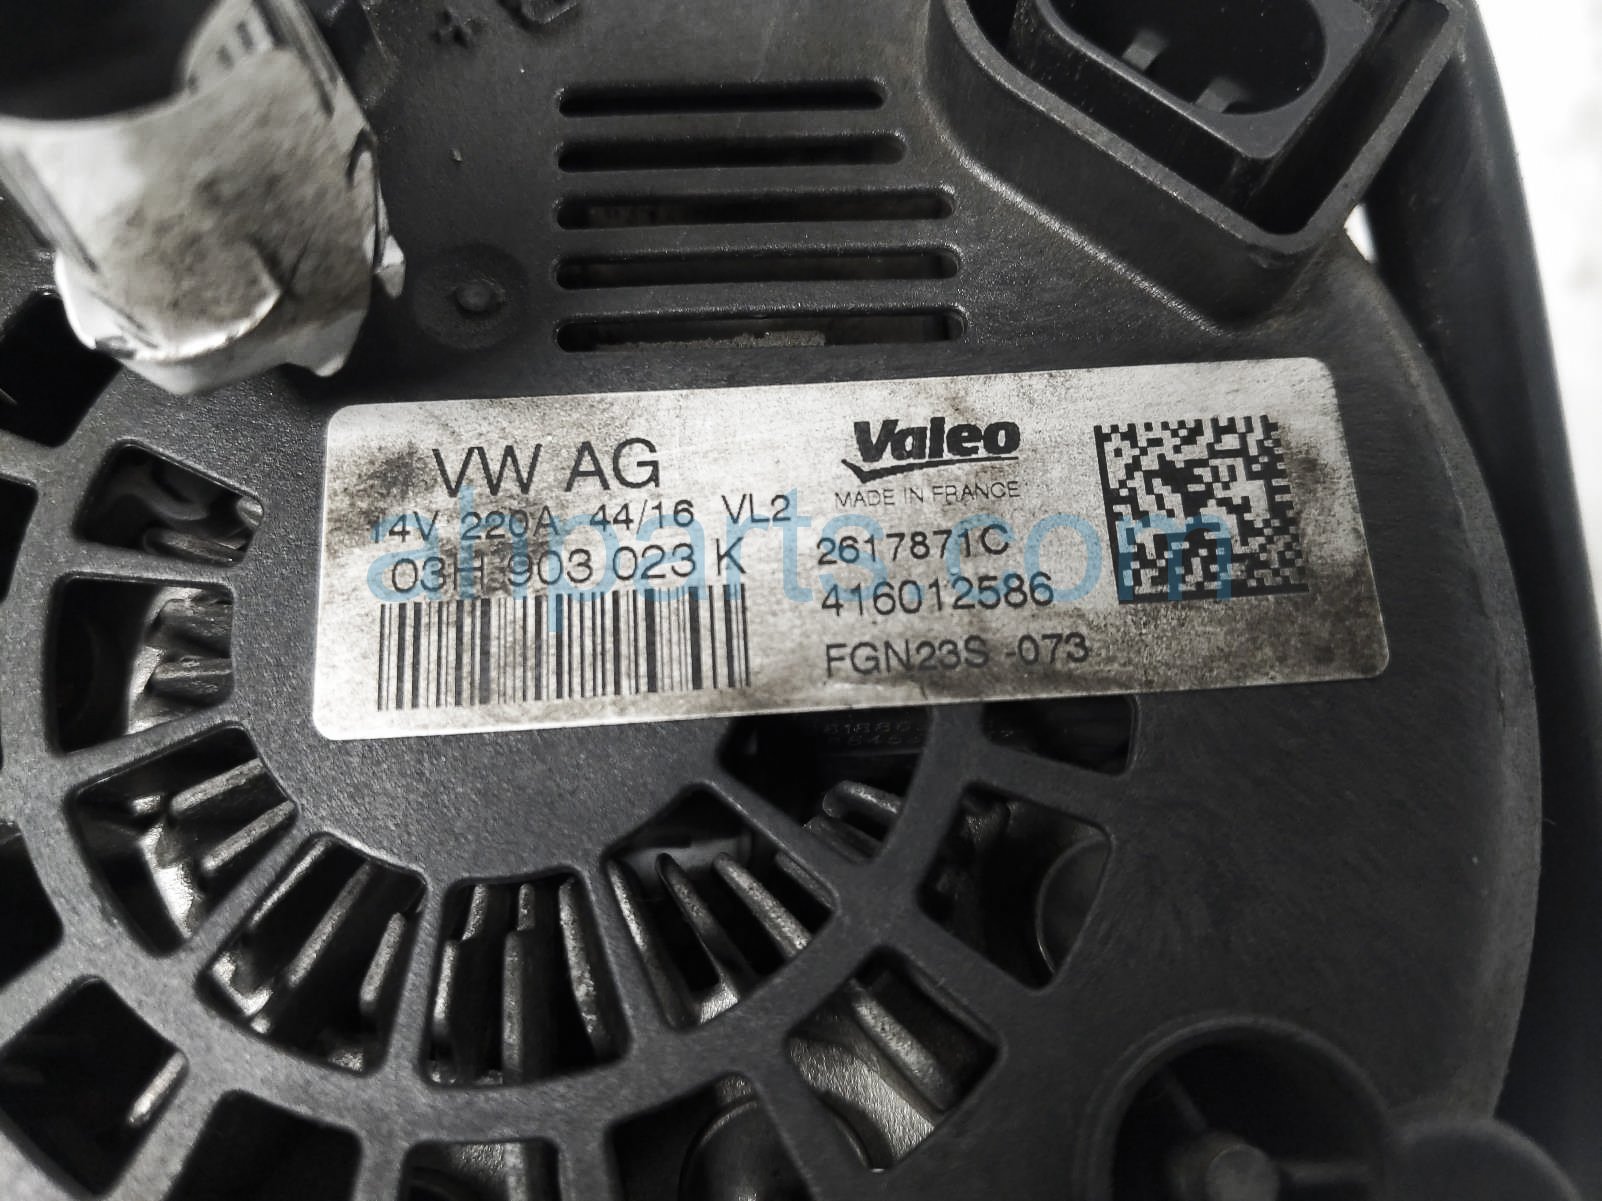 VW AG
14V 220A 44/16 VL2
03H 903 023 K
Valeo
MADE IN FRANCE
2617871C
416012586
FGN23S -073
ahparts.com